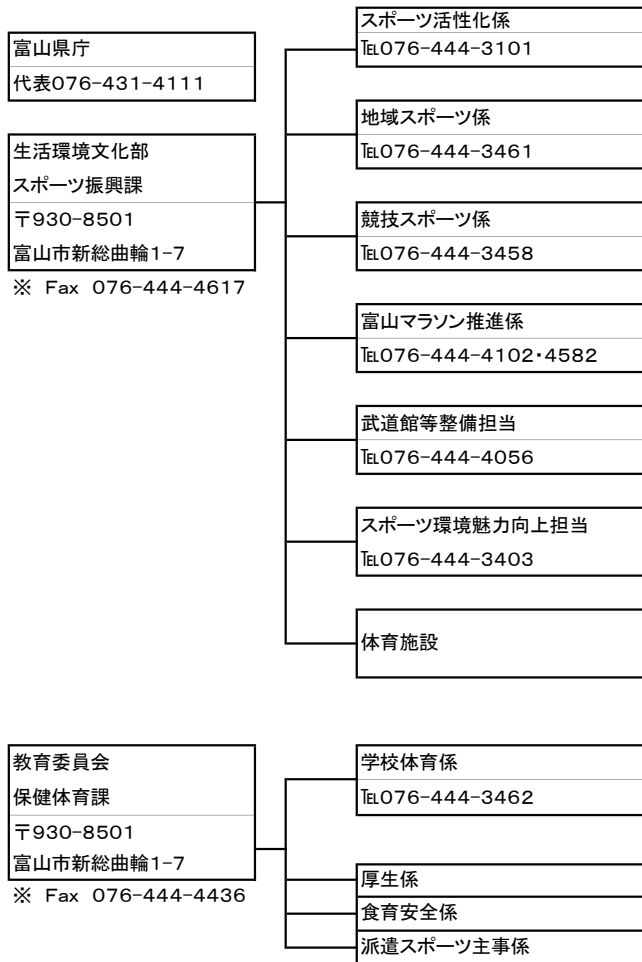 富山県庁
代表076-431-4111
生活環境文化部
スポーツ振興課
〒930-8501
富山市新総曲輪1-7
※ Fax 076-444-4617
スポーツ活性化係
℡076-444-3101
地域スポーツ係
℡076-444-3461
競技スポーツ係
℡076-444-3458
富山マラソン推進係
℡076-444-4102・4582
武道館等整備担当
℡076-444-4056
スポーツ環境魅力向上担当
℡076-444-3403
体育施設
教育委員会
保健体育課
〒930-8501
富山市新総曲輪1-7
※ Fax 076-444-4436
学校体育係
℡076-444-3462
厚生係
食育安全係
派遣スポーツ主事係